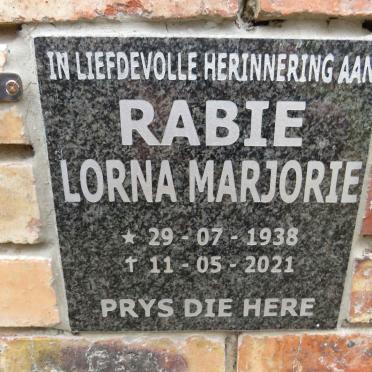 IN LIEFDEVOLLE HERINNERING AAN
RABIE
LORNA MARJORIE
★ 29 - 07 - 1938
✝ 11 - 05 - 2021
PRYS DIE HERE